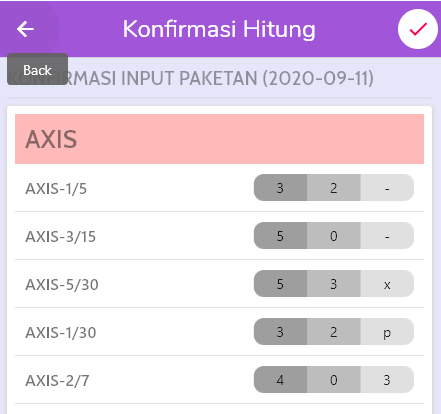 Konfirmasi Hitung
Back
KONFIRMASI INPUT PAKETAN (2020-09-11)
AXIS
AXIS-1/5 3 2 -
AXIS-3/15 5 0 -
AXIS-5/30 5 3 x
AXIS-1/30 3 2 p
AXIS-2/7 4 0 3